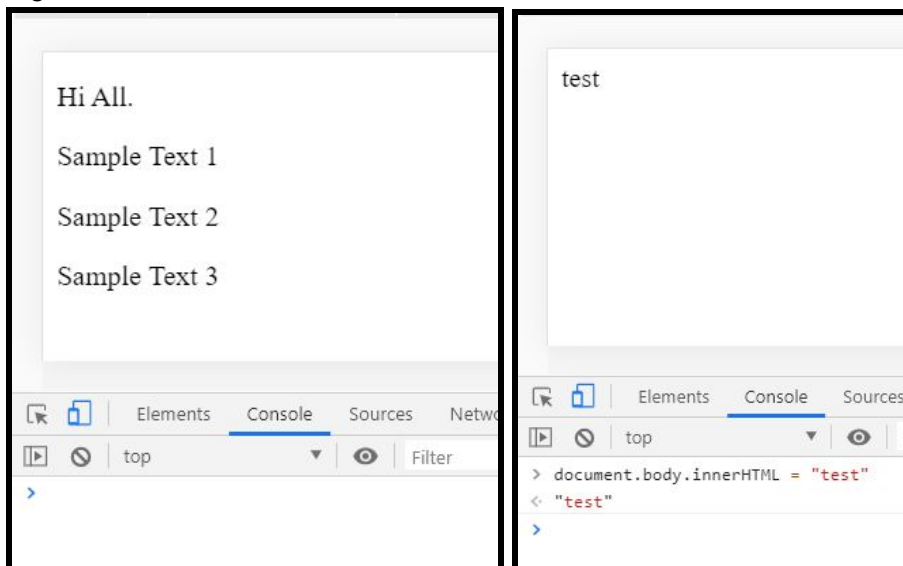 Hi All.
Sample Text 1
Sample Text 2
Sample Text 3
Elements Console Sources
top Filter
test
Elements Console Sources
top
> document.body.innerHTML = "test"
"test"